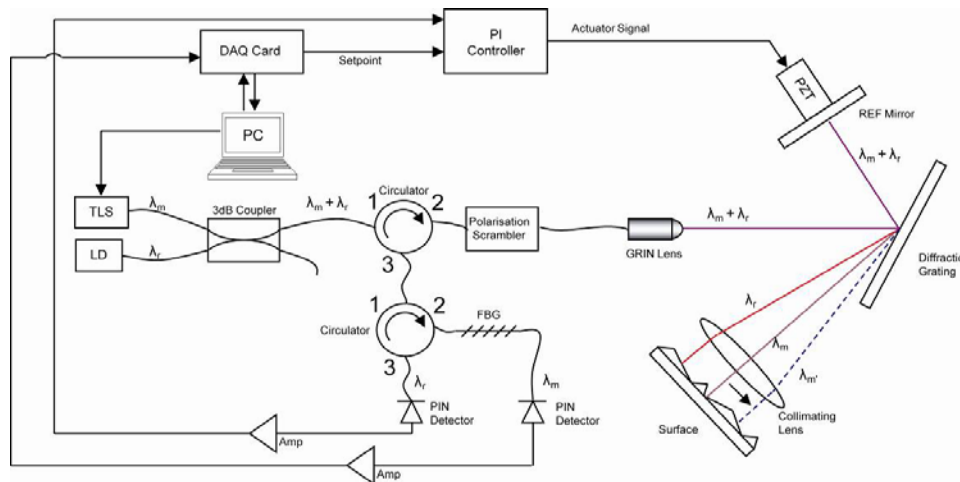 PI
Controller
Actuator Signal
DAQ Card
Setpoint
PZT
REF Mirror
PC
λm + λr
TLS
λm
3dB Coupler
λm + λr
Circulator
1
2
3
Polarisation
Scrambler
λm + λr
GRIN Lens
LD
λr
Diffraction
Grating
1
2
3
Circulator
FBG
λr
λm
λm'
λr
PIN
Detector
λm
PIN
Detector
Surface
Collimating
Lens
Amp
Amp